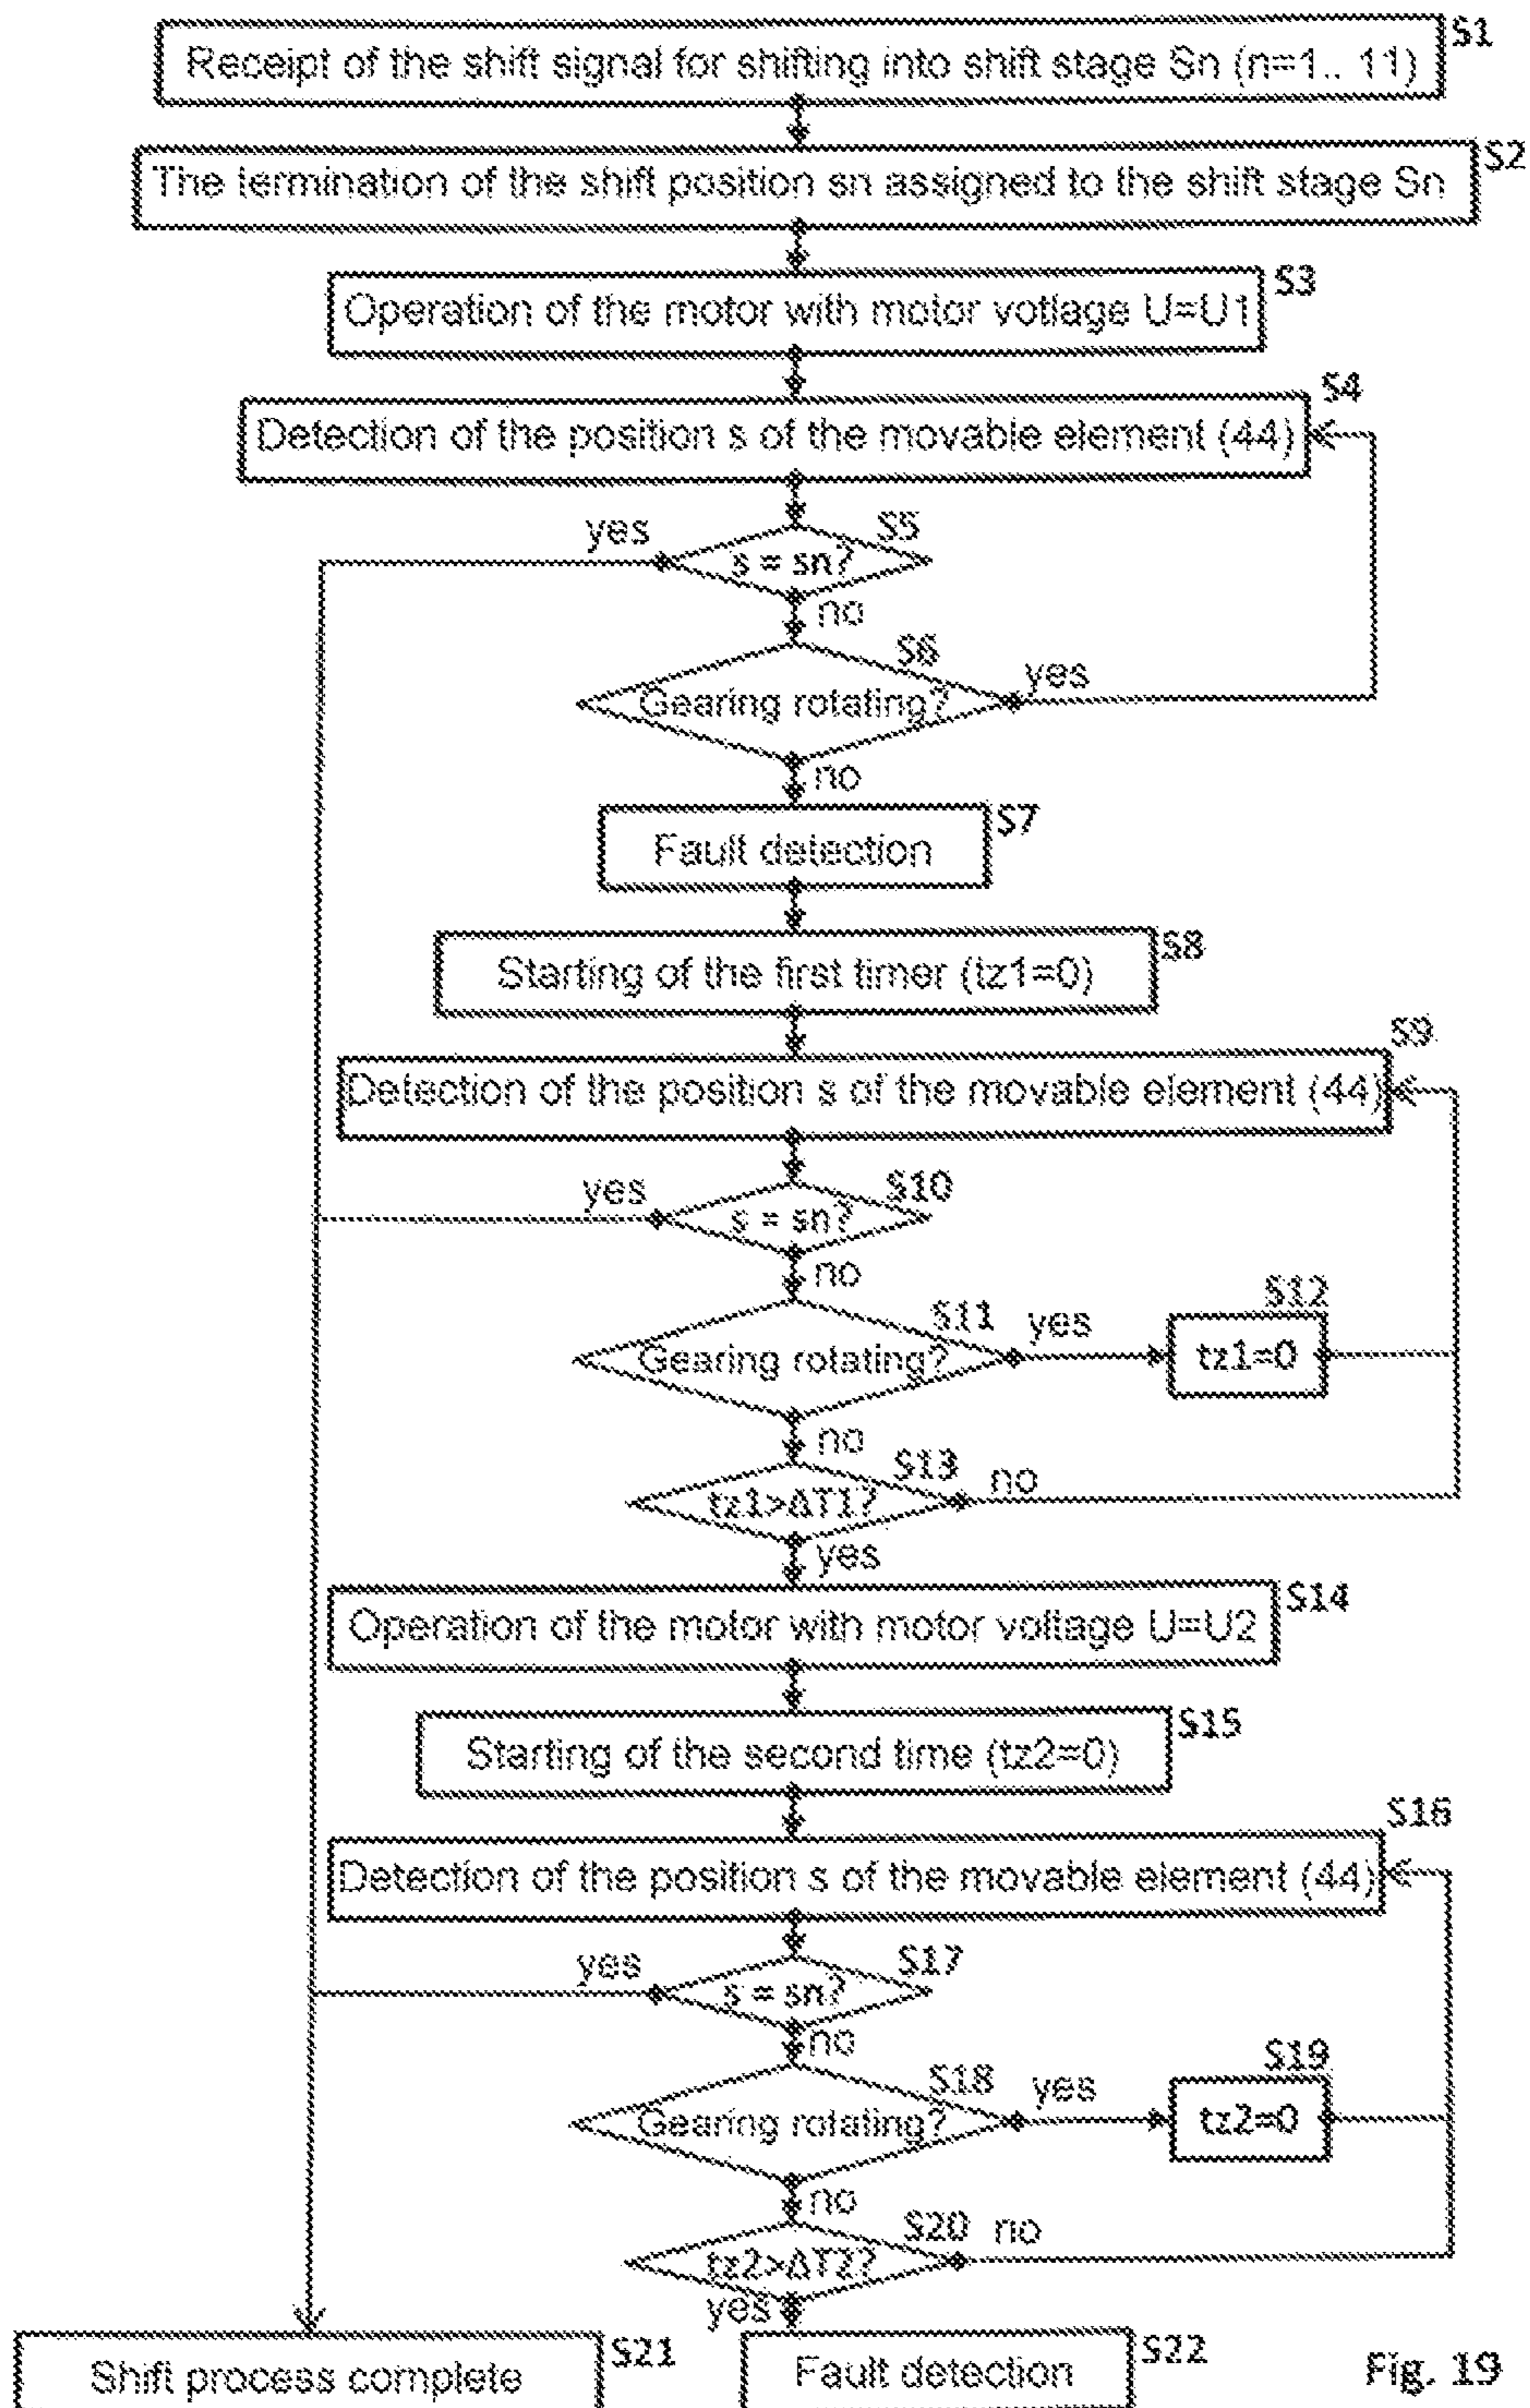 S1
Receipt of the shift signal for shifting into shift stage Sn (n=1.. 11)
S2
The termination of the shift position sn assigned to the shift stage Sn
S3
Operation of the motor with motor votlage U=U1
S4
Detection of the position s of the movable element (44)
yes
S5
s = sn?
no
S6
Gearing rotating?
yes
no
S7
Fault detection
S8
Starting of the first timer (tz1=0)
S9
Detection of the position s of the movable element (44)
yes
S10
s = sn?
no
S11
Gearing rotating?
yes
S12
tz1=0
no
S13
tz1>ΔT1?
no
yes
S14
Operation of the motor with motor voltage U=U2
S15
Starting of the second time (tz2=0)
S16
Detection of the position s of the movable element (44)
yes
S17
s = sn?
no
S18
Gearing rotating?
yes
S19
tz2=0
no
S20
tz2>ΔT2?
no
yes
S21
Shift process complete
S22
Fault detection
Fig. 19